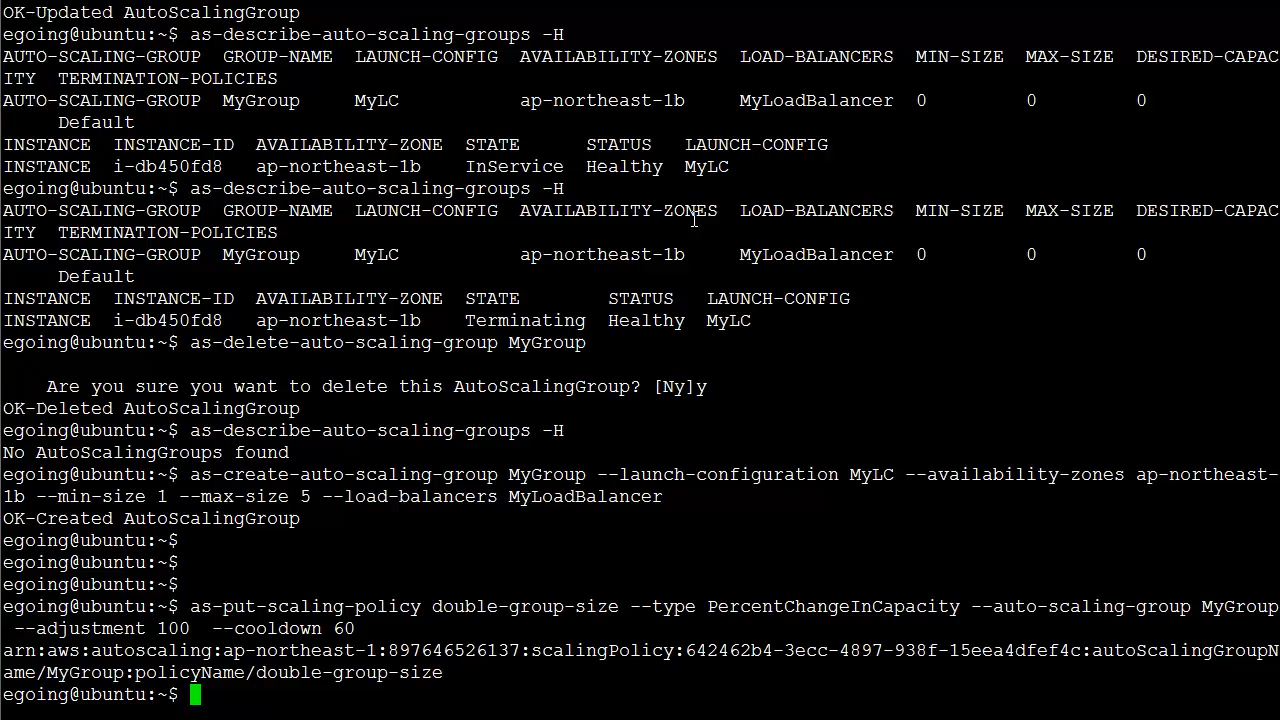 OK-Updated AutoScalingGroup
egoing@ubuntu:~$ as-describe-auto-scaling-groups -H
AUTO-SCALING-GROUP  GROUP-NAME  LAUNCH-CONFIG  AVAILABILITY-ZONES  LOAD-BALANCERS  MIN-SIZE  MAX-SIZE  DESIRED-CAPAC
ITY  TERMINATION-POLICIES
AUTO-SCALING-GROUP  MyGroup     MyLC           ap-northeast-1b     MyLoadBalancer  0         0         0
     Default
INSTANCE  INSTANCE-ID  AVAILABILITY-ZONE  STATE      STATUS   LAUNCH-CONFIG
INSTANCE  i-db450fd8   ap-northeast-1b    InService  Healthy  MyLC
egoing@ubuntu:~$ as-describe-auto-scaling-groups -H
AUTO-SCALING-GROUP  GROUP-NAME  LAUNCH-CONFIG  AVAILABILITY-ZONES  LOAD-BALANCERS  MIN-SIZE  MAX-SIZE  DESIRED-CAPAC
ITY  TERMINATION-POLICIES
AUTO-SCALING-GROUP  MyGroup     MyLC           ap-northeast-1b     MyLoadBalancer  0         0         0
     Default
INSTANCE  INSTANCE-ID  AVAILABILITY-ZONE  STATE        STATUS   LAUNCH-CONFIG
INSTANCE  i-db450fd8   ap-northeast-1b    Terminating  Healthy  MyLC
egoing@ubuntu:~$ as-delete-auto-scaling-group MyGroup
    Are you sure you want to delete this AutoScalingGroup? [Ny]y
OK-Deleted AutoScalingGroup
egoing@ubuntu:~$ as-describe-auto-scaling-groups -H
No AutoScalingGroups found
egoing@ubuntu:~$ as-create-auto-scaling-group MyGroup --launch-configuration MyLC --availability-zones ap-northeast-
1b --min-size 1 --max-size 5 --load-balancers MyLoadBalancer
OK-Created AutoScalingGroup
egoing@ubuntu:~$
egoing@ubuntu:~$
egoing@ubuntu:~$
egoing@ubuntu:~$ as-put-scaling-policy double-group-size --type PercentChangeInCapacity --auto-scaling-group MyGroup
 --adjustment 100  --cooldown 60
arn:aws:autoscaling:ap-northeast-1:897646526137:scalingPolicy:642462b4-3ecc-4897-938f-15eea4dfef4c:autoScalingGroupN
ame/MyGroup:policyName/double-group-size
egoing@ubuntu:~$